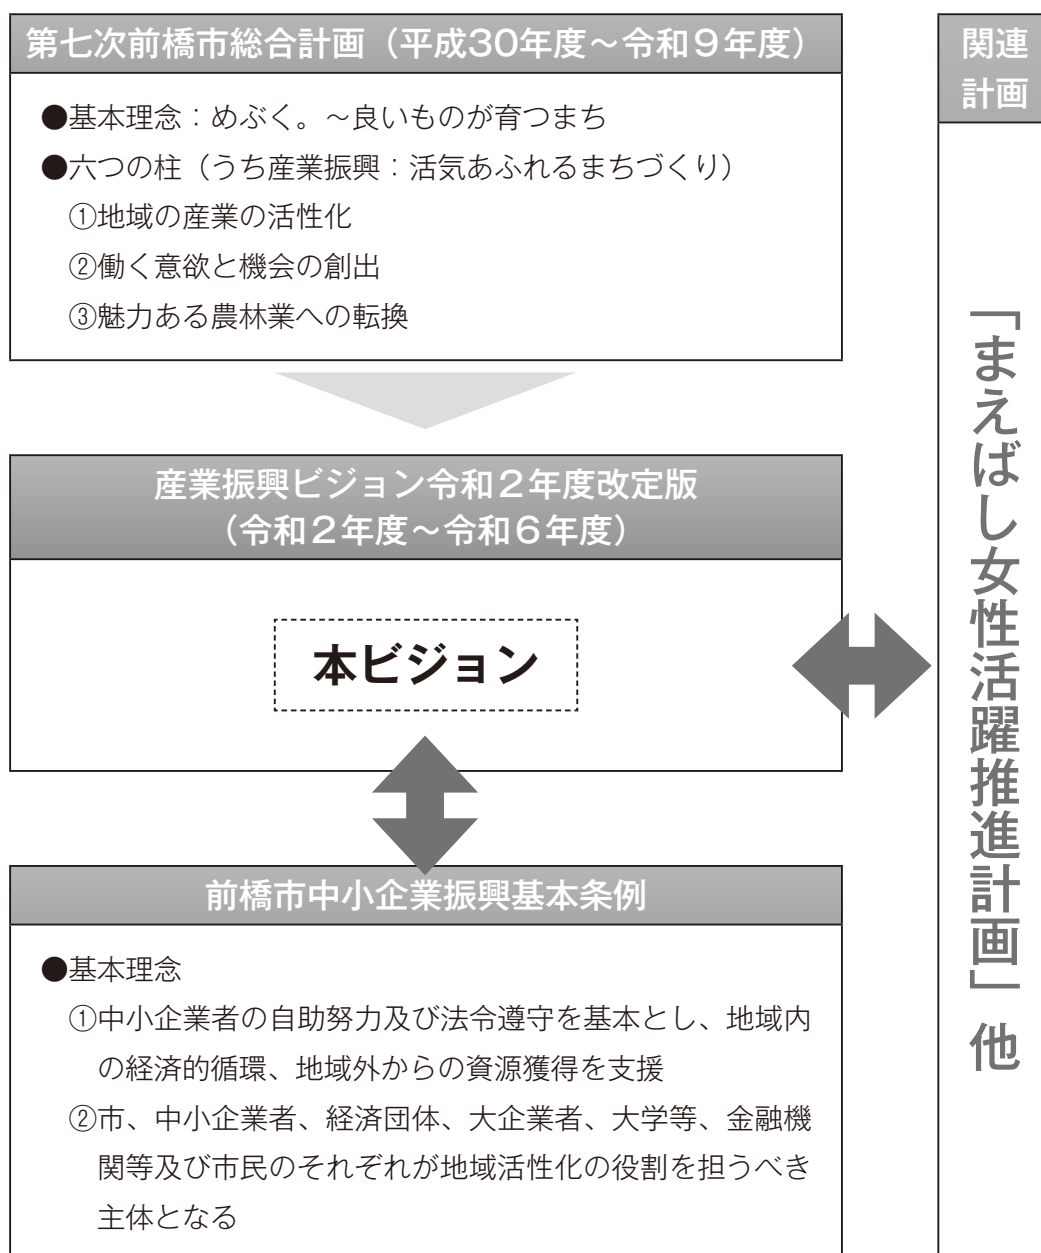 第七次前橋市総合計画（平成30年度～令和９年度）
●基本理念：めぶく。～良いものが育つまち
●六つの柱（うち産業振興：活気あふれるまちづくり）
①地域の産業の活性化
②働く意欲と機会の創出
③魅力ある農林業への転換
産業振興ビジョン令和２年度改定版
（令和２年度～令和６年度）
本ビジョン
前橋市中小企業振興基本条例
●基本理念
①中小企業者の自助努力及び法令遵守を基本とし、地域内
の経済的循環、地域外からの資源獲得を支援
②市、中小企業者、経済団体、大企業者、大学等、金融機
関等及び市民のそれぞれが地域活性化の役割を担うべき
主体となる
関連
計画
「まえばし女性活躍推進計画」他